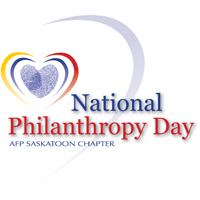 National
Philanthropy Day
AFP SASKATOON CHAPTER